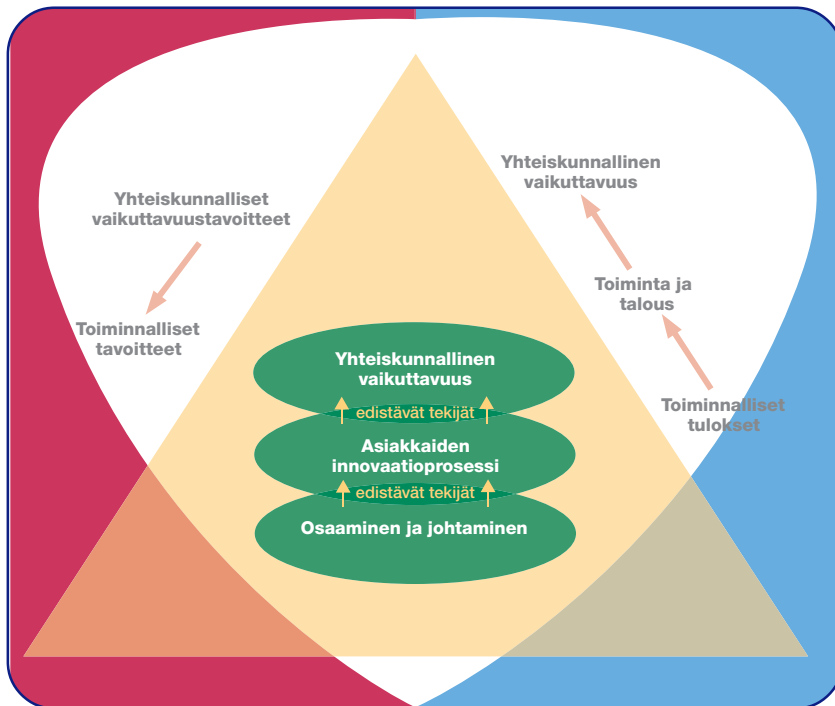 Yhteiskunnalliset
vaikuttavuustavoitteet
Toiminnalliset
tavoitteet
Yhteiskunnallinen
vaikuttavuus
Toiminta ja
talous
Toiminnalliset
tulokset
Yhteiskunnallinen
vaikuttavuus
edistävät tekijät
Asiakkaiden
innovaatioprosessi
edistävät tekijät
Osaaminen ja johtaminen